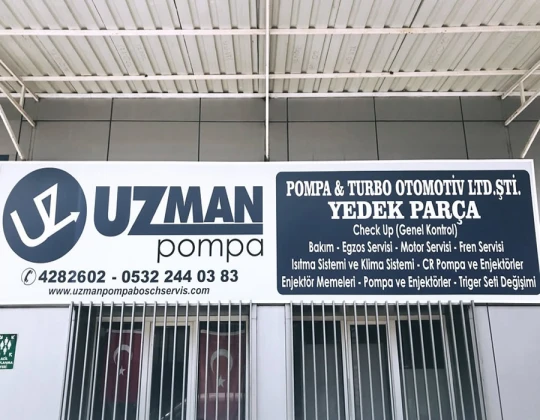 UZ
UZMAN
pompa
4282602 - 0532 244 03 83
www.uzmanpompaboschservis.com
POMPA & TURBO OTOMOTİV LTD.ŞTİ.
YEDEK PARÇA
Check Up (Genel Kontrol)
Bakım - Egzos Servisi - Motor Servisi - Fren Servisi
Isıtma Sistemi ve Klima Sistemi - CR Pompa ve Enjektörler
Enjektör Memeleri - Pompa ve Enjektörler - Triger Seti Değişimi